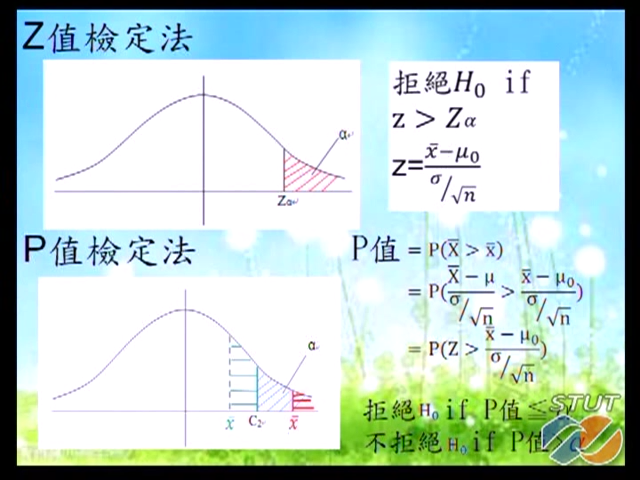 Z值檢定法
拒絕H₀ if
z > Zα
z = (x̄−μ₀)/(σ/√n)
α
Zα
P值檢定法
P值 = P(X̄ > x̄)
= P((X̄ − μ)/(σ/√n) > (x̄ − μ₀)/(σ/√n))
= P(Z > (x̄ − μ₀)/(σ/√n))
α
x̄ C₂ x̄
拒絕H₀ if P值≦
不拒絕H₀ if P值>α
STUT